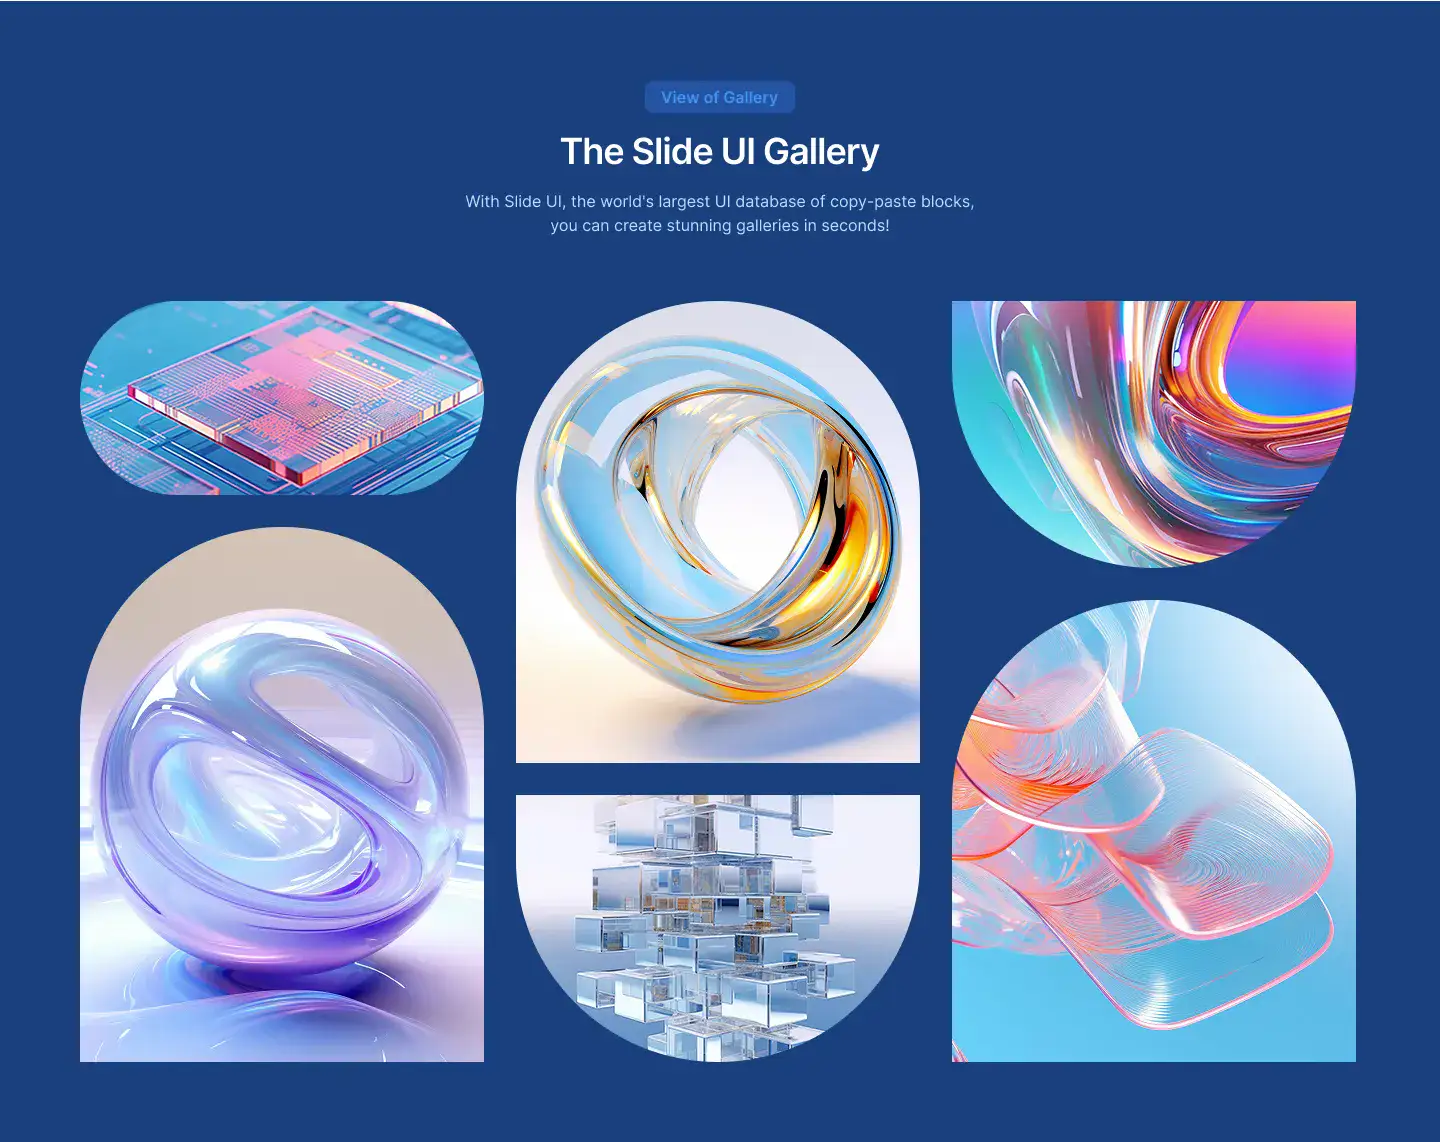 View of Gallery
The Slide UI Gallery
With Slide UI, the world's largest UI database of copy-paste blocks,
you can create stunning galleries in seconds!